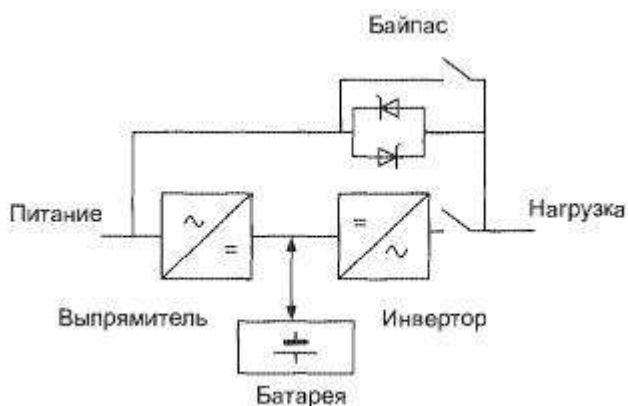 Байпас
Питание
Нагрузка
Выпрямитель
Инвертор
Батарея